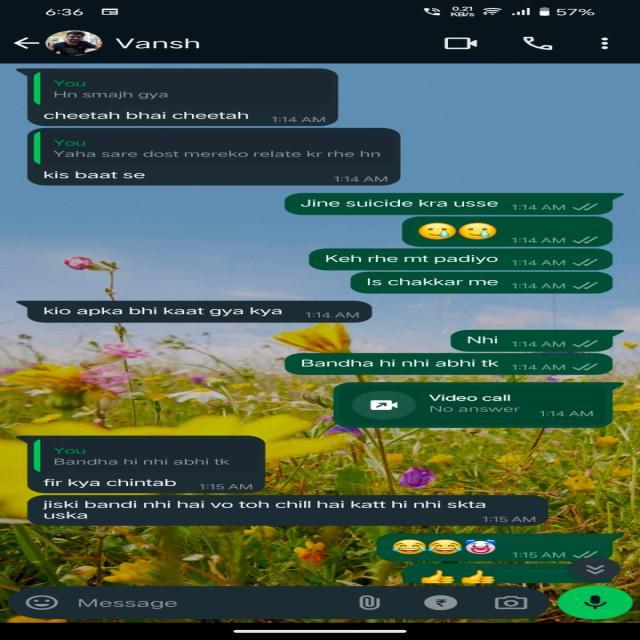 6:36
0.21
KB/s
57%
Vansh
You
Hn smajh gya
cheetah bhai cheetah 1:14 AM
You
Yaha sare dost mereko relate kr rhe hn
kis baat se 1:14 AM
Jine suicide kra usse 1:14 AM
🥲🥲 1:14 AM
Keh rhe mt padiyo 1:14 AM
Is chakkar me 1:14 AM
kio apka bhi kaat gya kya 1:14 AM
Nhi 1:14 AM
Bandha hi nhi abhi tk 1:14 AM
Video call
No answer 1:14 AM
You
Bandha hi nhi abhi tk
fir kya chintab 1:15 AM
jiski bandi nhi hai vo toh chill hai katt hi nhi skta
uska 1:15 AM
😂😂🤡 1:15 AM
👍👍
Message
₹